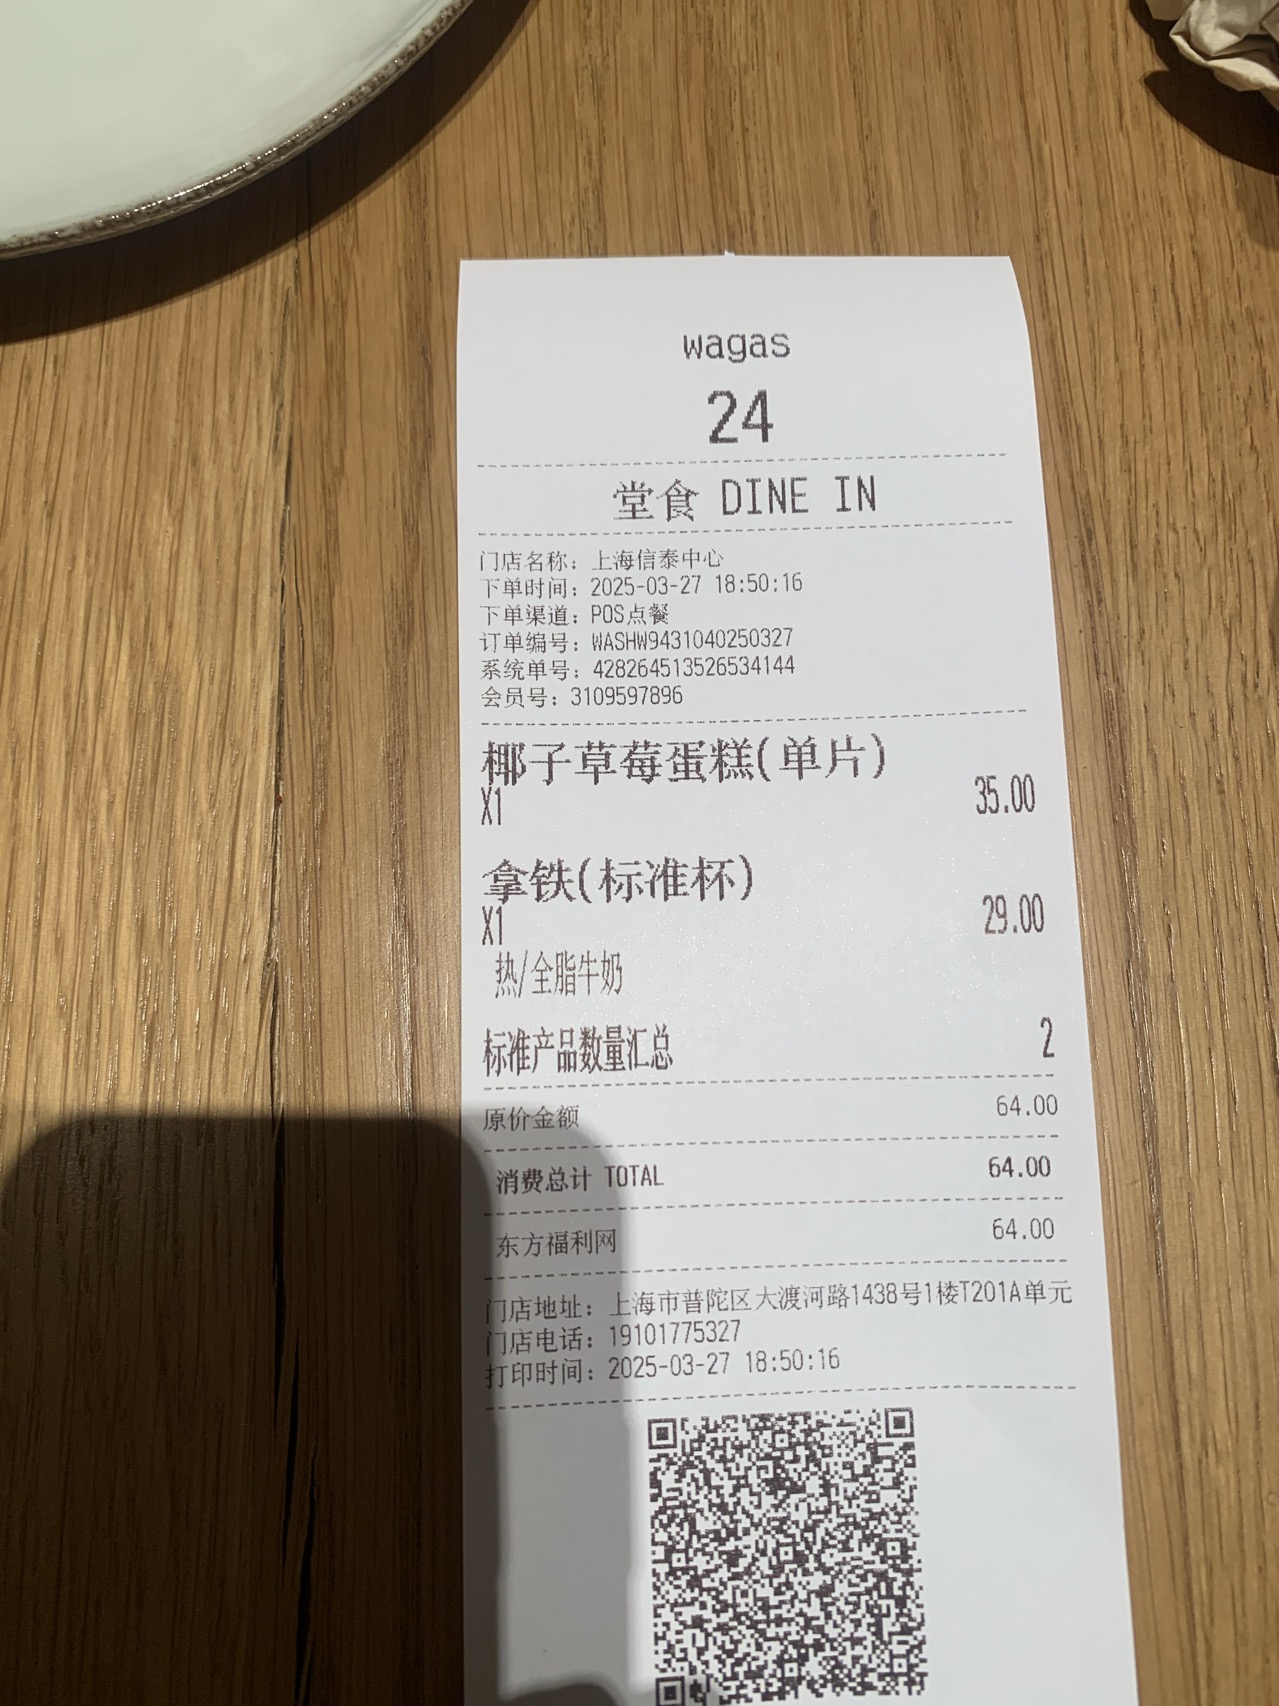 wagas
24
堂食 DINE IN
门店名称：上海信泰中心
下单时间：2025-03-27 18:50:16
下单渠道：POS点餐
订单编号：WASHW9431040250327
系统单号：428264513526534144
会员号：3109597896
椰子草莓蛋糕(单片)
X1 35.00
拿铁(标准杯)
X1 29.00
热/全脂牛奶
标准产品数量汇总 2
原价金额 64.00
消费总计 TOTAL 64.00
东方福利网 64.00
门店地址：上海市普陀区大渡河路1438号1楼T201A单元
门店电话：19101775327
打印时间：2025-03-27 18:50:16